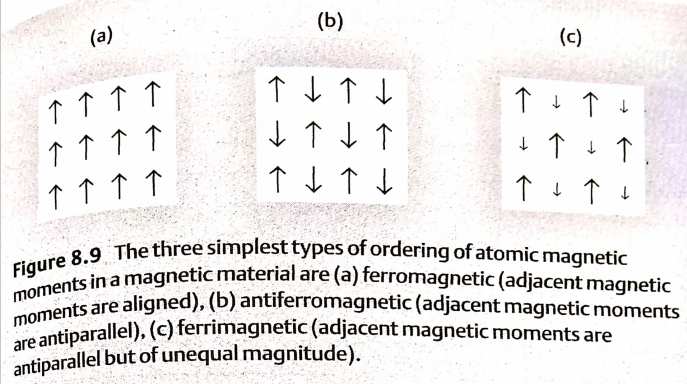 (a) (b) (c)
Figure 8.9 The three simplest types of ordering of atomic magnetic
moments in a magnetic material are (a) ferromagnetic (adjacent magnetic
moments are aligned), (b) antiferromagnetic (adjacent magnetic moments
are antiparallel), (c) ferrimagnetic (adjacent magnetic moments are
antiparallel but of unequal magnitude).